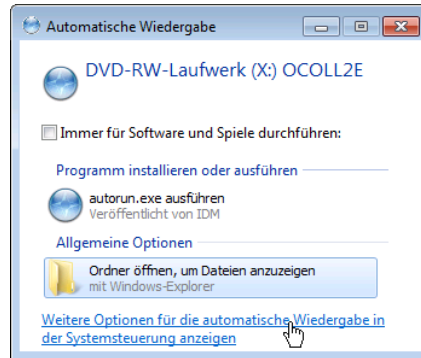 Automatische Wiedergabe
DVD-RW-Laufwerk (X:) OCOLL2E
Immer für Software und Spiele durchführen:
Programm installieren oder ausführen
autorun.exe ausführen
Veröffentlicht von IDM
Allgemeine Optionen
Ordner öffnen, um Dateien anzuzeigen
mit Windows-Explorer
Weitere Optionen für die automatische Wiedergabe in
der Systemsteuerung anzeigen